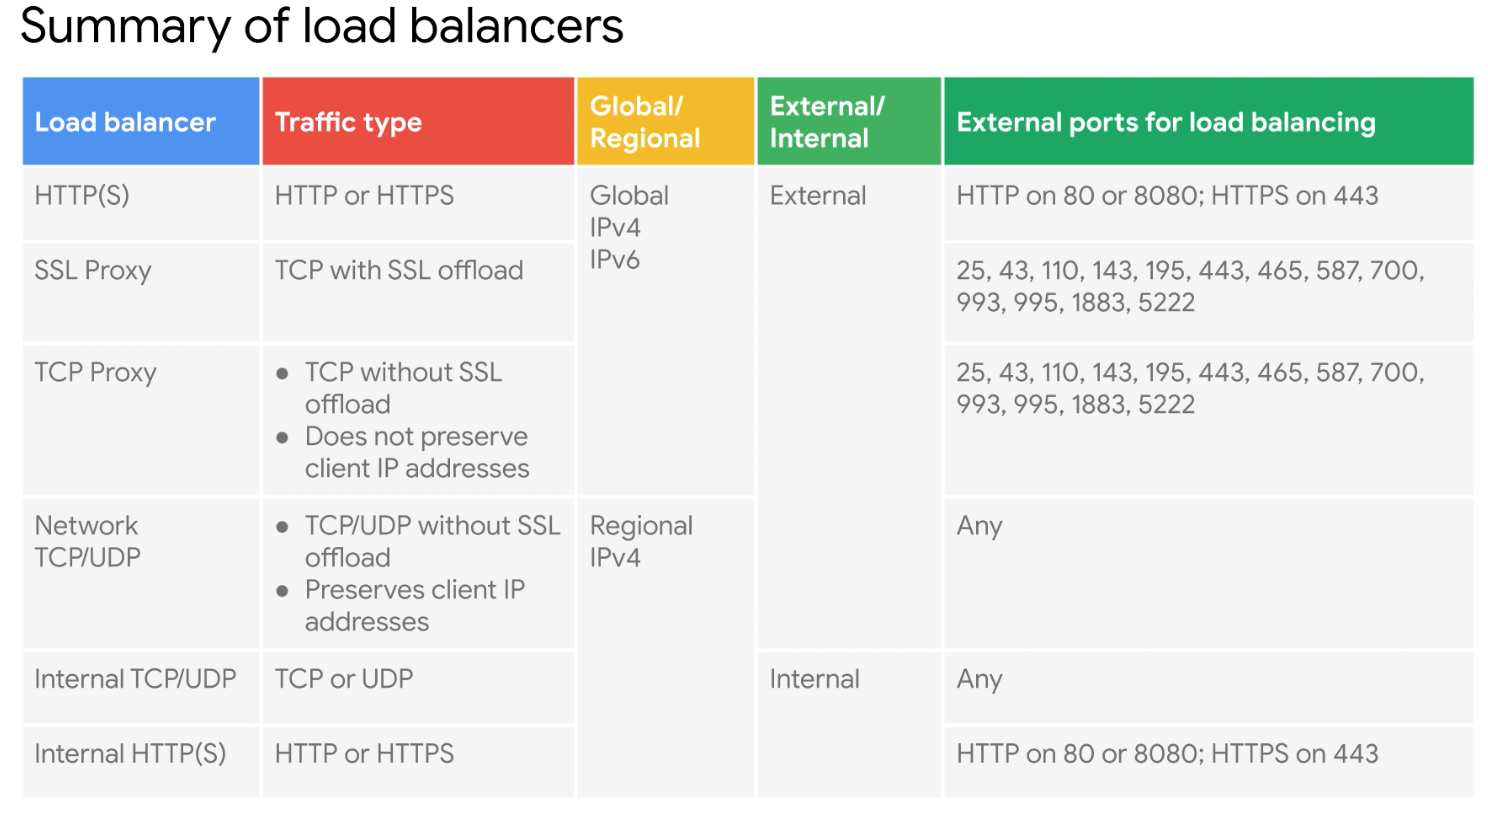 Summary of load balancers
Load balancer
Traffic type
Global/
Regional
External/
Internal
External ports for load balancing
HTTP(S)
HTTP or HTTPS
Global
IPv4
IPv6
External
HTTP on 80 or 8080; HTTPS on 443
SSL Proxy
TCP with SSL offload
25, 43, 110, 143, 195, 443, 465, 587, 700,
993, 995, 1883, 5222
TCP Proxy
● TCP without SSL
offload
● Does not preserve
client IP addresses
25, 43, 110, 143, 195, 443, 465, 587, 700,
993, 995, 1883, 5222
Network
TCP/UDP
● TCP/UDP without SSL
offload
● Preserves client IP
addresses
Regional
IPv4
Any
Internal TCP/UDP
TCP or UDP
Internal
Any
Internal HTTP(S)
HTTP or HTTPS
HTTP on 80 or 8080; HTTPS on 443